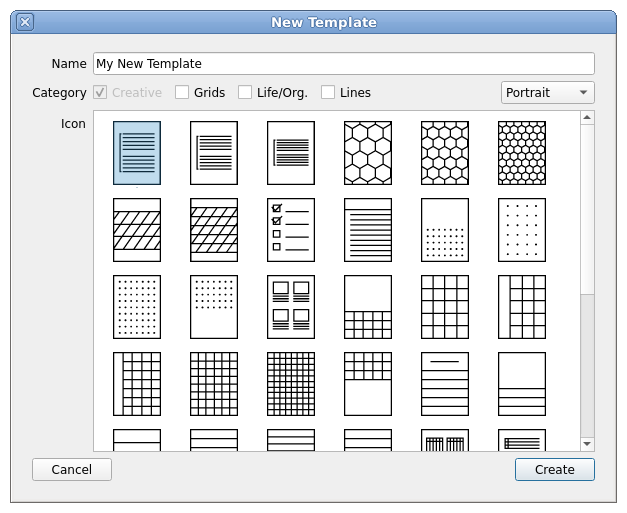 New Template
Name My New Template
Category Creative Grids Life/Org. Lines Portrait
Icon
Cancel Create